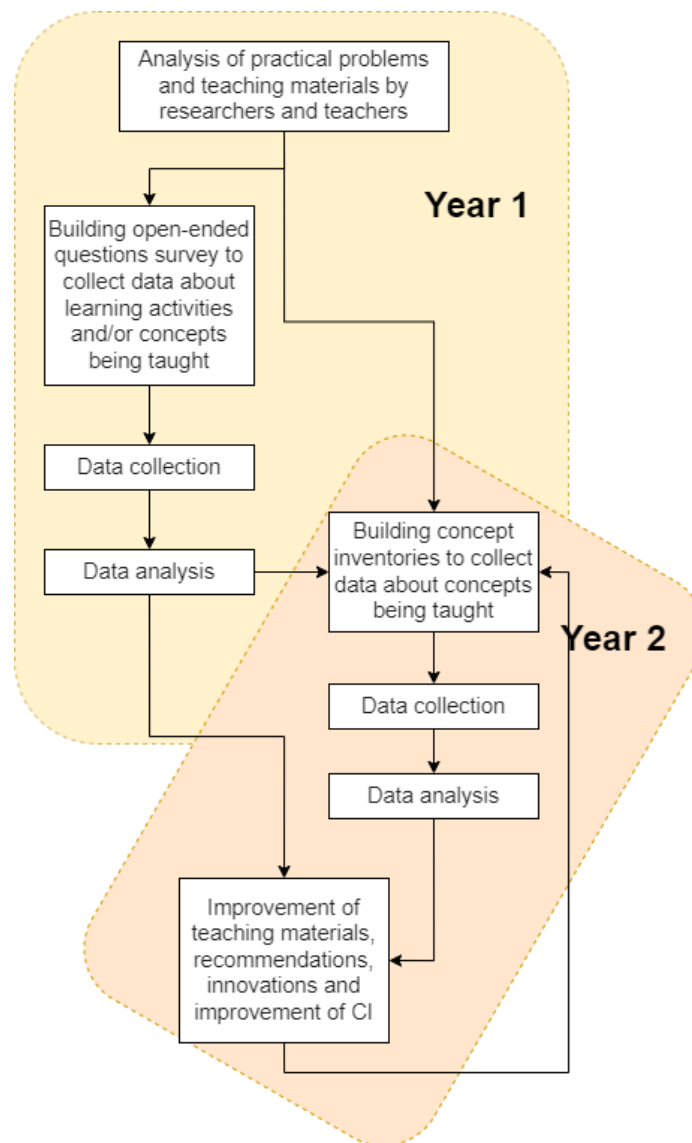 Analysis of practical problems
and teaching materials by
researchers and teachers
Year 1
Building open-ended
questions survey to
collect data about
learning activities
and/or concepts
being taught
Data collection
Data analysis
Building concept
inventories to collect
data about concepts
being taught
Year 2
Data collection
Data analysis
Improvement of
teaching materials,
recommendations,
innovations and
improvement of CI